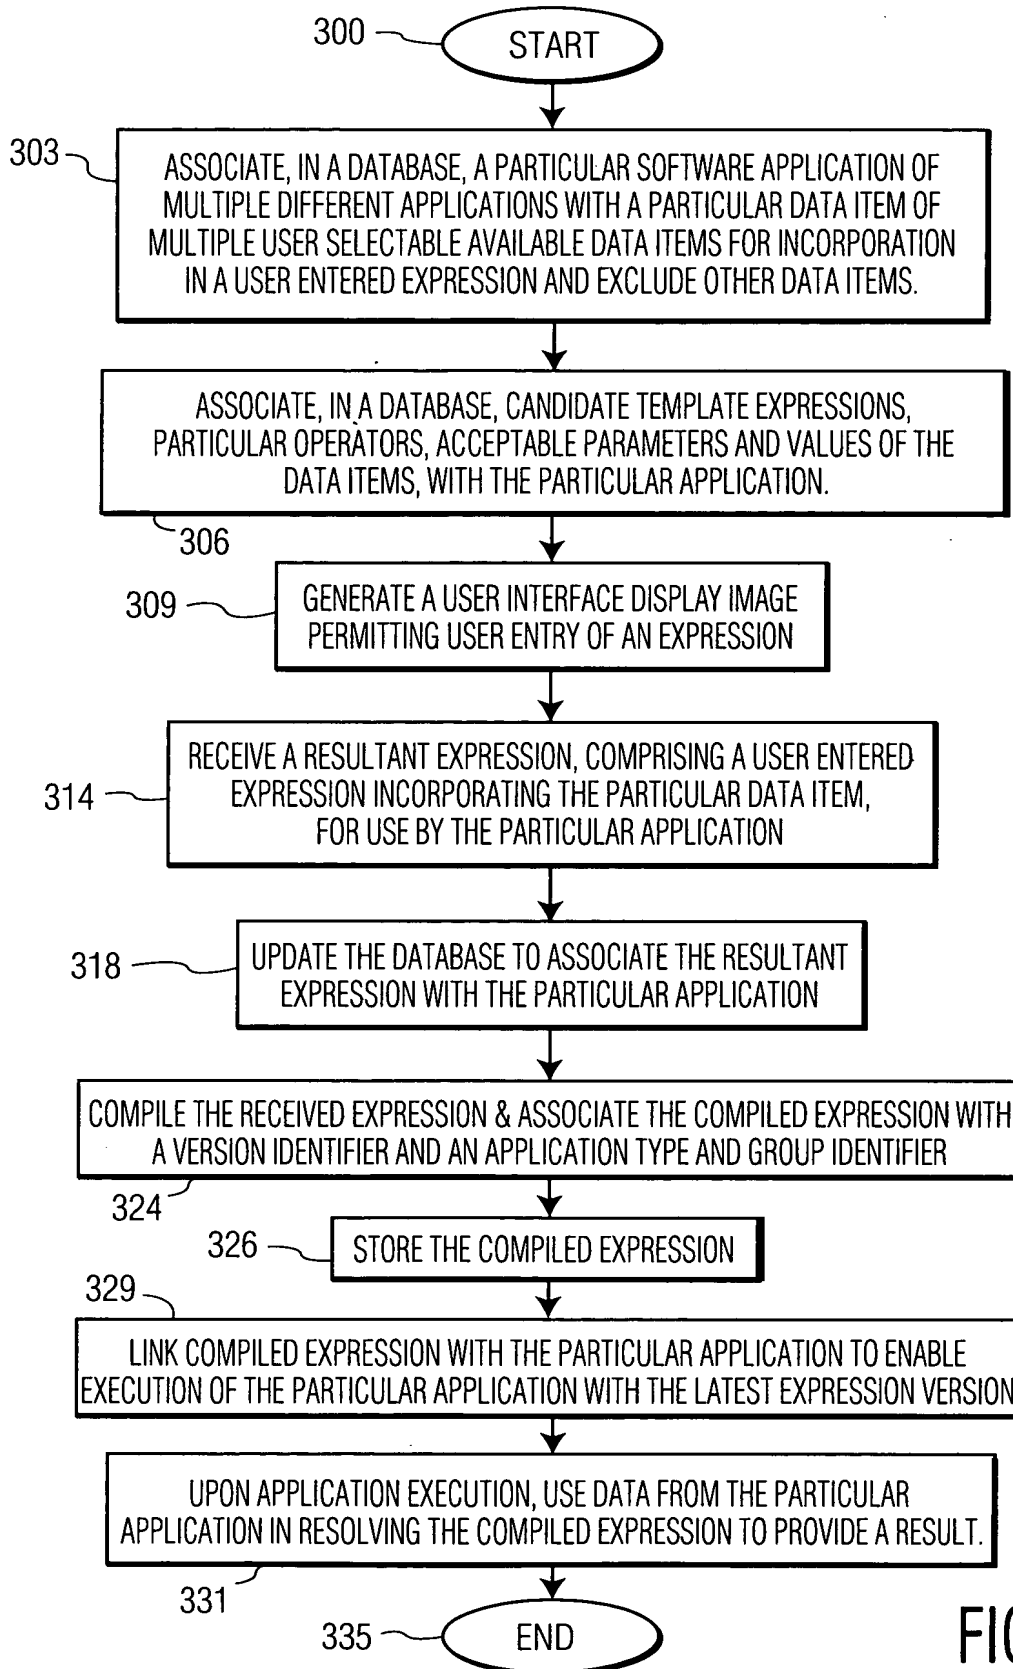 300
START
303
ASSOCIATE, IN A DATABASE, A PARTICULAR SOFTWARE APPLICATION OF
MULTIPLE DIFFERENT APPLICATIONS WITH A PARTICULAR DATA ITEM OF
MULTIPLE USER SELECTABLE AVAILABLE DATA ITEMS FOR INCORPORATION
IN A USER ENTERED EXPRESSION AND EXCLUDE OTHER DATA ITEMS.
ASSOCIATE, IN A DATABASE, CANDIDATE TEMPLATE EXPRESSIONS,
PARTICULAR OPERATORS, ACCEPTABLE PARAMETERS AND VALUES OF THE
DATA ITEMS, WITH THE PARTICULAR APPLICATION.
306
309
GENERATE A USER INTERFACE DISPLAY IMAGE
PERMITTING USER ENTRY OF AN EXPRESSION
314
RECEIVE A RESULTANT EXPRESSION, COMPRISING A USER ENTERED
EXPRESSION INCORPORATING THE PARTICULAR DATA ITEM,
FOR USE BY THE PARTICULAR APPLICATION
318
UPDATE THE DATABASE TO ASSOCIATE THE RESULTANT
EXPRESSION WITH THE PARTICULAR APPLICATION
COMPILE THE RECEIVED EXPRESSION & ASSOCIATE THE COMPILED EXPRESSION WITH
A VERSION IDENTIFIER AND AN APPLICATION TYPE AND GROUP IDENTIFIER
324
326
STORE THE COMPILED EXPRESSION
329
LINK COMPILED EXPRESSION WITH THE PARTICULAR APPLICATION TO ENABLE
EXECUTION OF THE PARTICULAR APPLICATION WITH THE LATEST EXPRESSION VERSION
UPON APPLICATION EXECUTION, USE DATA FROM THE PARTICULAR
APPLICATION IN RESOLVING THE COMPILED EXPRESSION TO PROVIDE A RESULT.
331
335
END